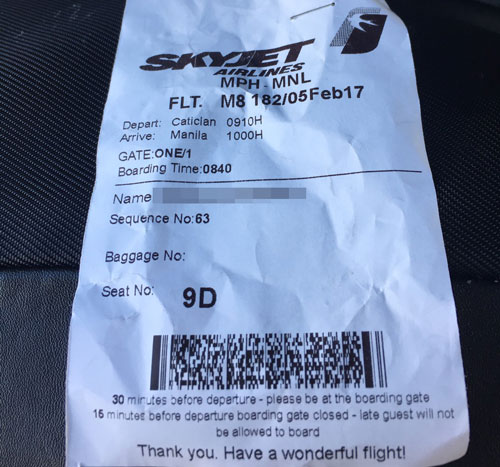 SKYJET
AIRLINES
MPH - MNL
FLT. M8 182/05Feb17
Depart: Caticlan 0910H
Arrive: Manila 1000H
GATE:ONE/1
Boarding Time:0840
Name
Sequence No:63
Baggage No:
Seat No: 9D
30 minutes before departure - please be at the boarding gate
15 minutes before departure boarding gate closed - late guest will not
be allowed to board
Thank you. Have a wonderful flight!